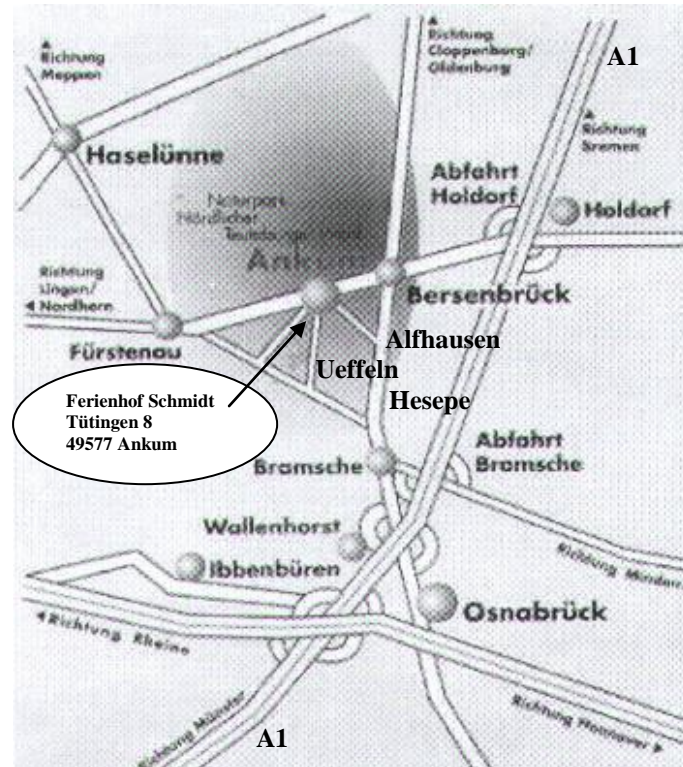 Richtung
Meppen
Richtung
Cloppenburg/
Oldenburg
A1
Richtung
Bremen
Haselünne
Abfahrt
Holdorf
Holdorf
Naturpark
Nördlicher
Ankum
Richtung
Lingen/
Nordhorn
Bersenbrück
Fürstenau
Alfhausen
Ueffeln
Hesepe
Ferienhof Schmidt
Tütingen 8
49577 Ankum
Abfahrt
Bramsche
Bramsche
Wallenhorst
Ibbenbüren
Richtung Minden
Osnabrück
Richtung Rheine
Richtung Hannover
Richtung Münster
A1